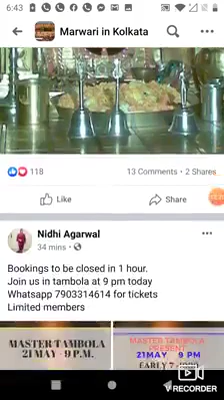 6:43
Marwari in Kolkata
118
13 Comments • 2 Shares
Like
Share
Nidhi Agarwal
34 mins •
Bookings to be closed in 1 hour.
Join us in tambola at 9 pm today
Whatsapp 7903314614 for tickets
Limited members
MASTER TAMBOLA
21 MAY - 9 P.M.
MASTER TAMBOLA
PRESENT
21MAY 9 PM
RECORDER